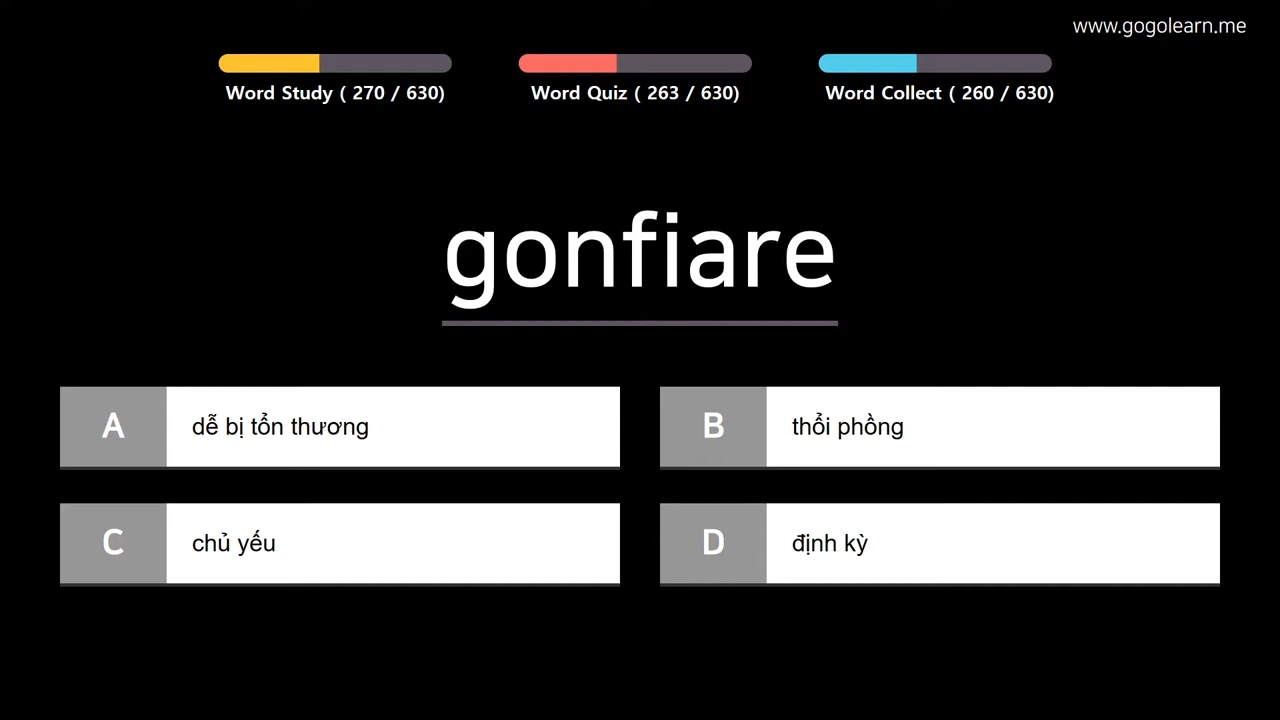 www.gogolearn.me
Word Study ( 270 / 630)
Word Quiz ( 263 / 630)
Word Collect ( 260 / 630)
gonfiare
A dễ bị tổn thương
B thổi phồng
C chủ yếu
D định kỳ